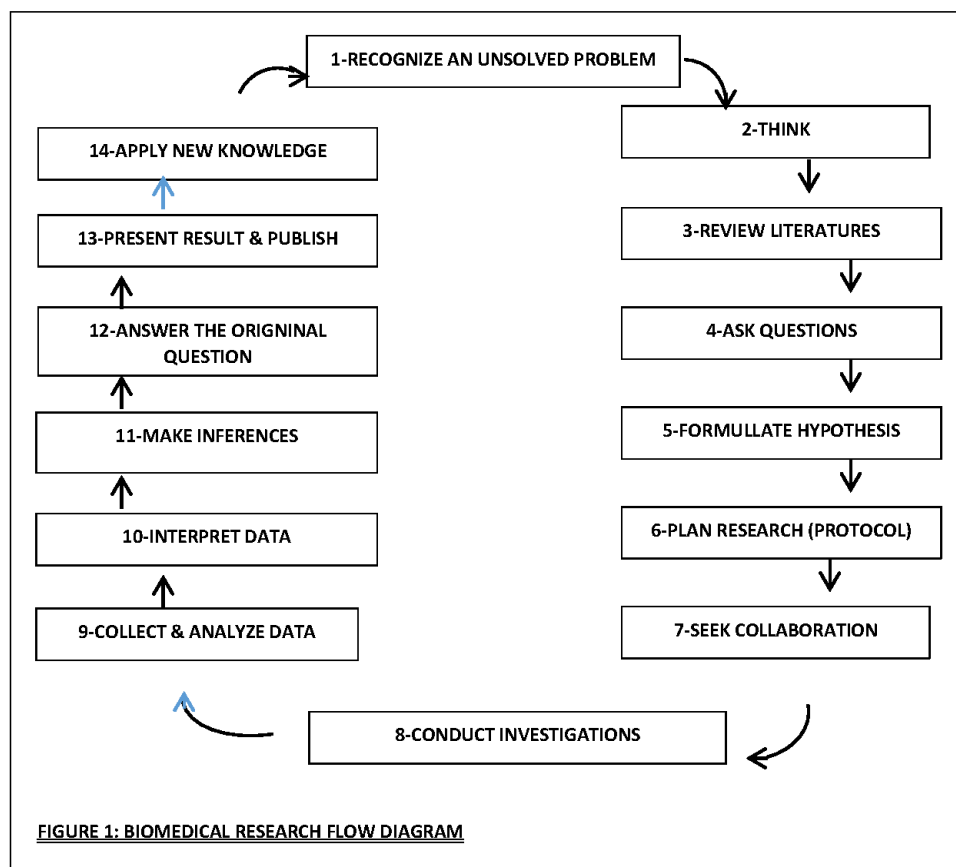 1-RECOGNIZE AN UNSOLVED PROBLEM
2-THINK
3-REVIEW LITERATURES
4-ASK QUESTIONS
5-FORMULLATE HYPOTHESIS
6-PLAN RESEARCH (PROTOCOL)
7-SEEK COLLABORATION
8-CONDUCT INVESTIGATIONS
9-COLLECT & ANALYZE DATA
10-INTERPRET DATA
11-MAKE INFERENCES
12-ANSWER THE ORIGNINAL
QUESTION
13-PRESENT RESULT & PUBLISH
14-APPLY NEW KNOWLEDGE
FIGURE 1: BIOMEDICAL RESEARCH FLOW DIAGRAM